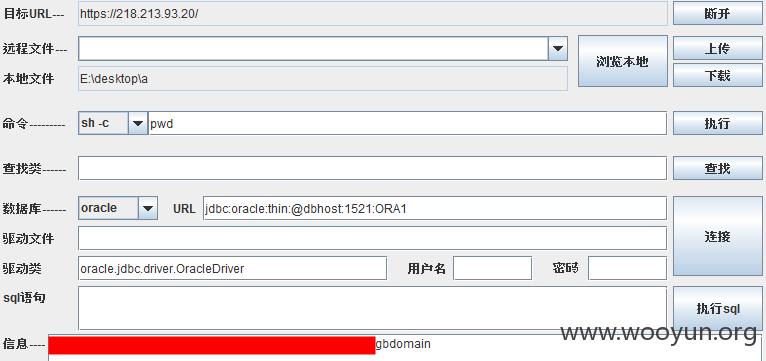 目标URL--- https://218.213.93.20/ 断开
远程文件--- 浏览本地 上传
本地文件 E:\desktop\a 下载
命令--------- sh -c pwd 执行
查找类------ 查找
数据库------ oracle URL jdbc:oracle:thin:@dbhost:1521:ORA1 连接
驱动文件
驱动类 oracle.jdbc.driver.OracleDriver 用户名 密码
sql语句 执行sql
www.wooyun.org
信息---- gbdomain